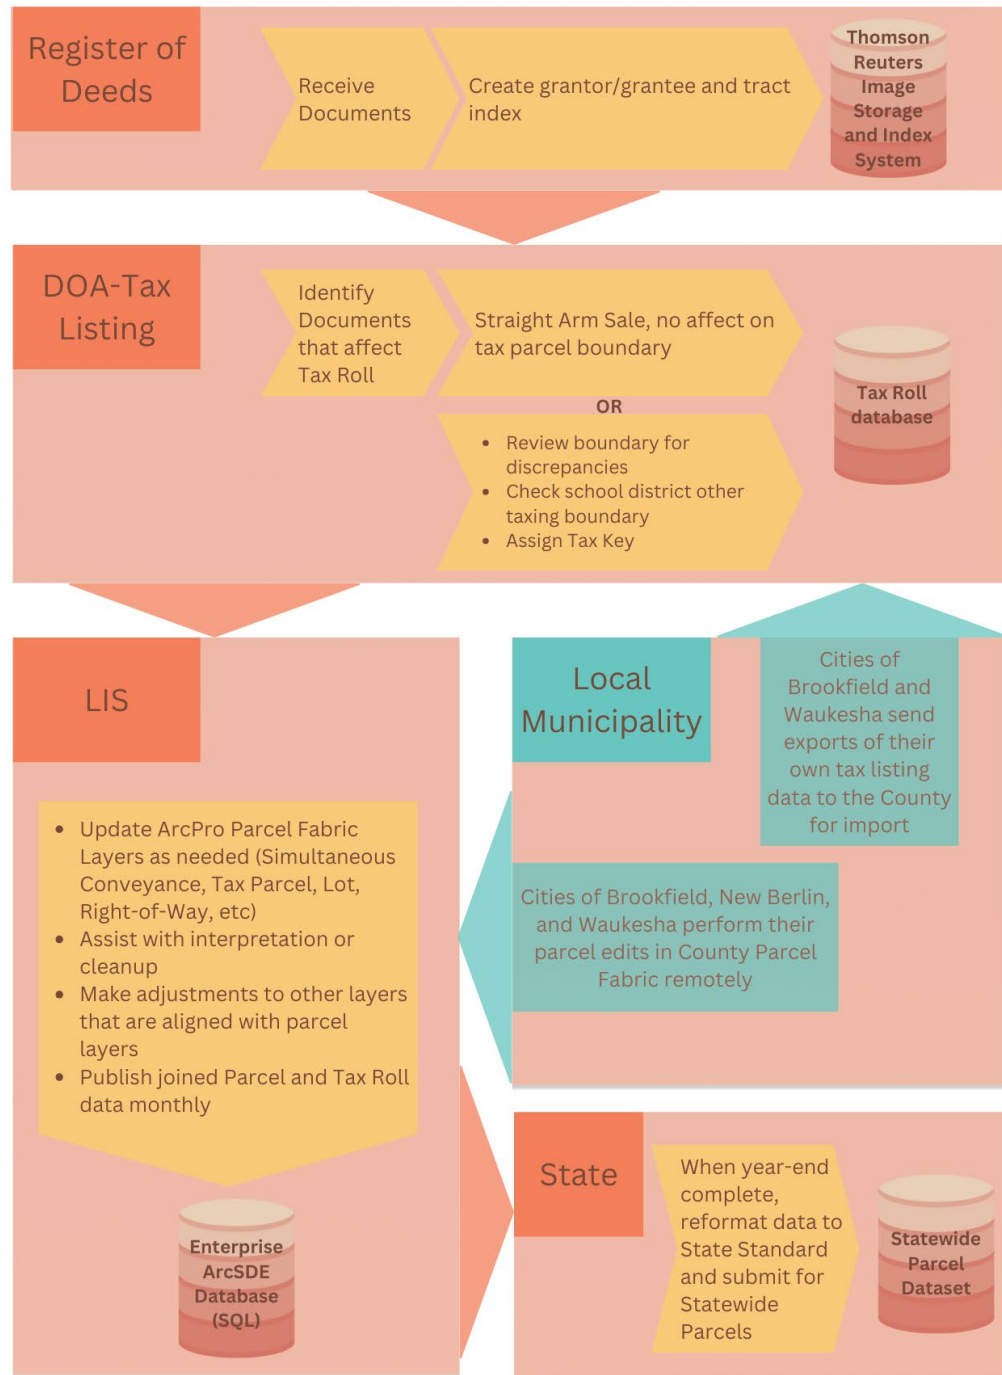 Register of
Deeds
Receive
Documents
Create grantor/grantee and tract
index
Thomson
Reuters
Image
Storage
and Index
System
DOA-Tax
Listing
Identify
Documents
that affect
Tax Roll
Straight Arm Sale, no affect on
tax parcel boundary
OR
• Review boundary for
discrepancies
• Check school district other
taxing boundary
• Assign Tax Key
Tax Roll
database
LIS
• Update ArcPro Parcel Fabric
Layers as needed (Simultaneous
Conveyance, Tax Parcel, Lot,
Right-of-Way, etc)
• Assist with interpretation or
cleanup
• Make adjustments to other layers
that are aligned with parcel
layers
• Publish joined Parcel and Tax Roll
data monthly
Enterprise
ArcSDE
Database
(SQL)
Local
Municipality
Cities of
Brookfield and
Waukesha send
exports of their
own tax listing
data to the County
for import
Cities of Brookfield, New Berlin,
and Waukesha perform their
parcel edits in County Parcel
Fabric remotely
State
When year-end
complete,
reformat data to
State Standard
and submit for
Statewide
Parcels
Statewide
Parcel
Dataset